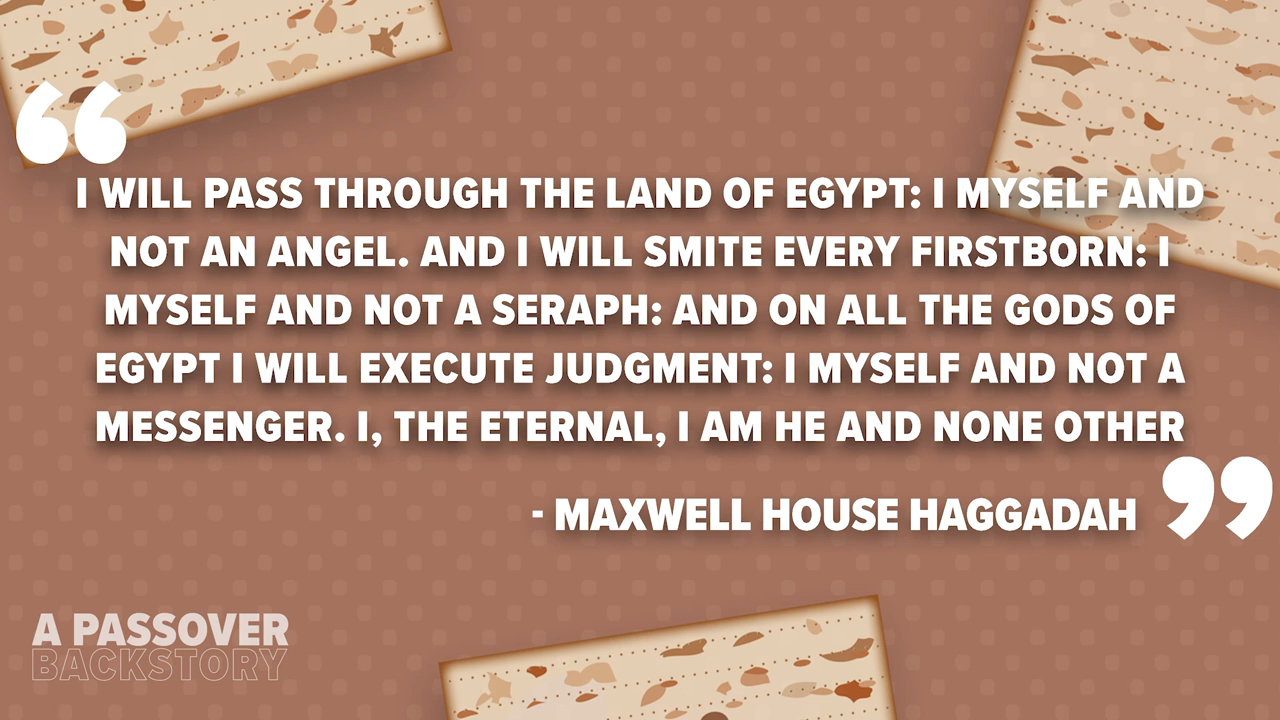 “
I WILL PASS THROUGH THE LAND OF EGYPT: I MYSELF AND
NOT AN ANGEL. AND I WILL SMITE EVERY FIRSTBORN: I
MYSELF AND NOT A SERAPH: AND ON ALL THE GODS OF
EGYPT I WILL EXECUTE JUDGMENT: I MYSELF AND NOT A
MESSENGER. I, THE ETERNAL, I AM HE AND NONE OTHER
”
- MAXWELL HOUSE HAGGADAH
A PASSOVER
BACKSTORY